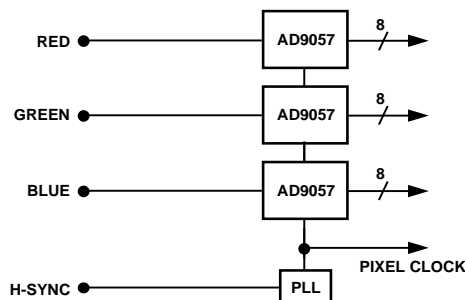 RED
AD9057
8
GREEN
AD9057
8
BLUE
AD9057
8
PIXEL CLOCK
H-SYNC
PLL